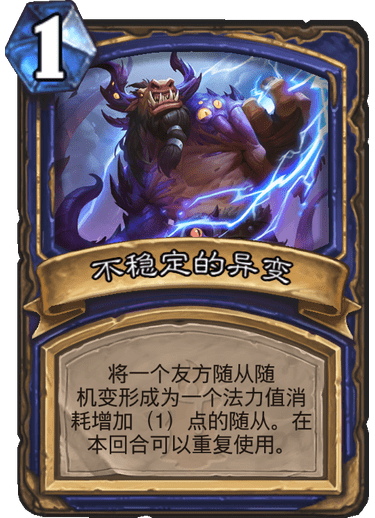 1
不稳定的异变
将一个友方随从随
机变形成为一个法力值消
耗增加（1）点的随从。在
本回合可以重复使用。